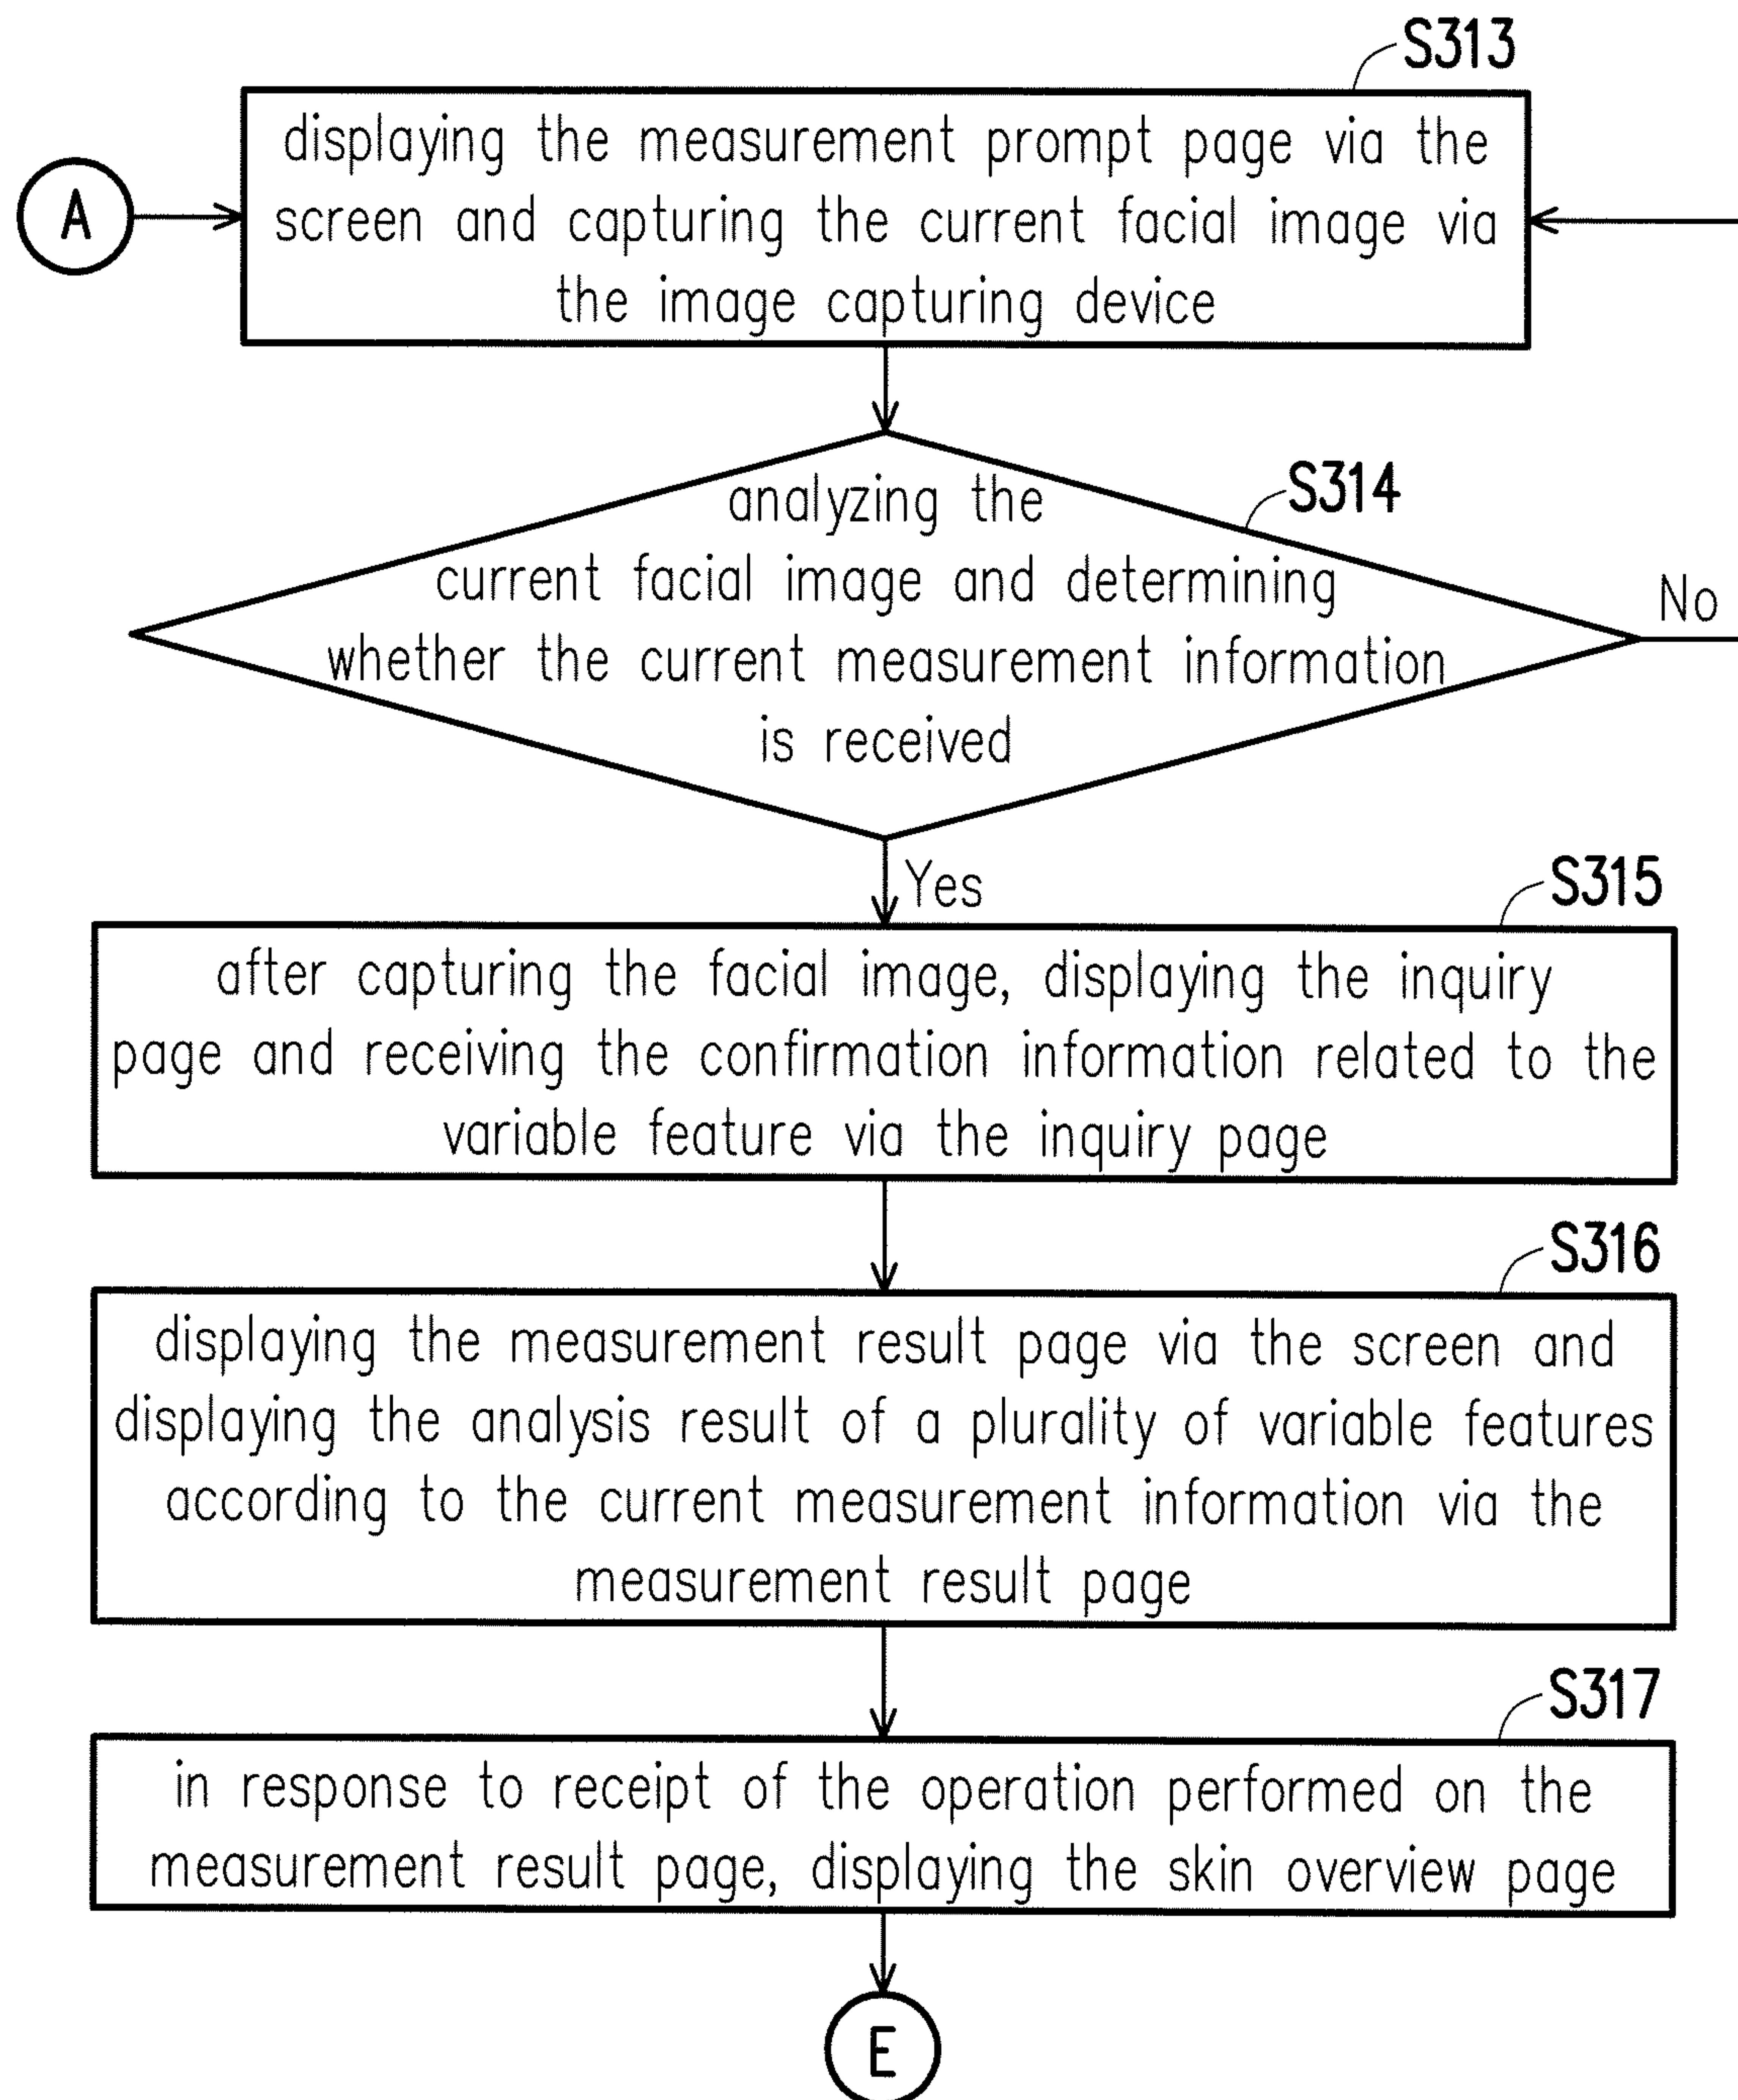 S313
displaying the measurement prompt page via the
A
screen and capturing the current facial image via
the image capturing device
S314
analyzing the
current facial image and determining
No
whether the current measurement information
is received
Yes
S315
after capturing the facial image, displaying the inquiry
page and receiving the confirmation information related to the
variable feature via the inquiry page
S316
displaying the measurement result page via the screen and
displaying the analysis result of a plurality of variable features
according to the current measurement information via the
measurement result page
S317
in response to receipt of the operation performed on the
measurement result page, displaying the skin overview page
E